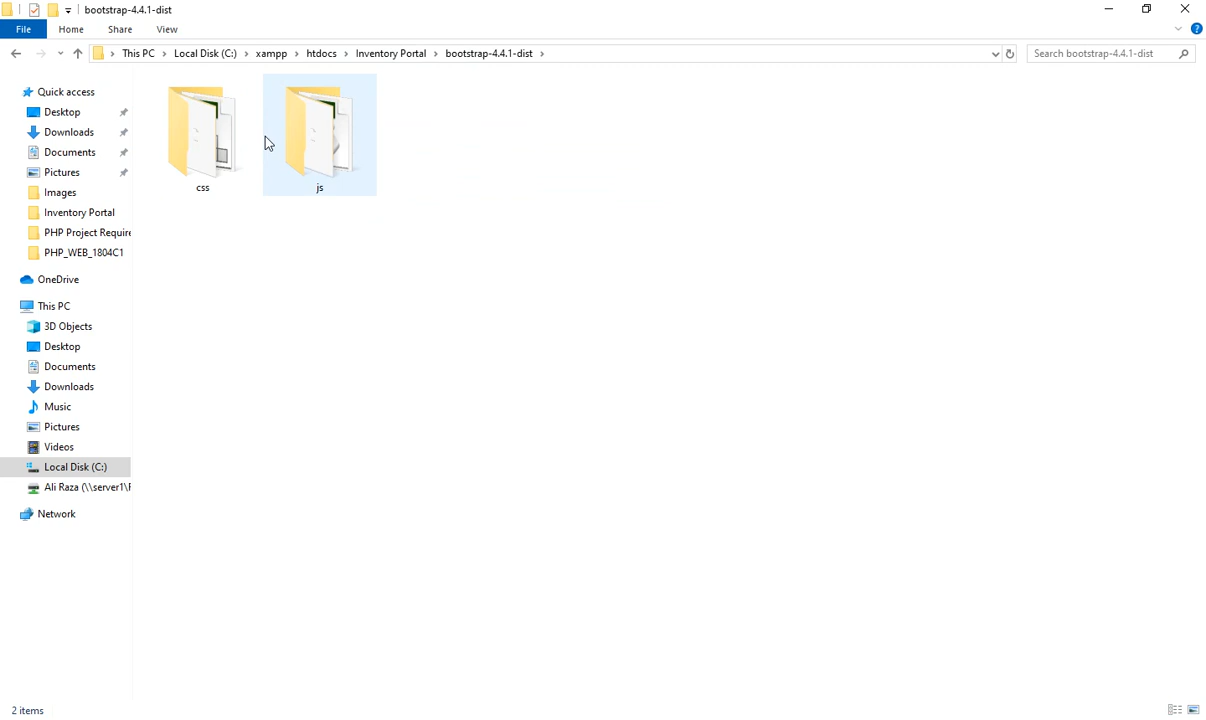 bootstrap-4.4.1-dist
File Home Share View
This PC Local Disk (C:) xampp htdocs Inventory Portal bootstrap-4.4.1-dist
Search bootstrap-4.4.1-dist
Quick access
Desktop
Downloads
Documents
Pictures
Images
Inventory Portal
PHP Project Require
PHP_WEB_1804C1
OneDrive
This PC
3D Objects
Desktop
Documents
Downloads
Music
Pictures
Videos
Local Disk (C:)
Ali Raza (\\server1\F
Network
css
js
2 items